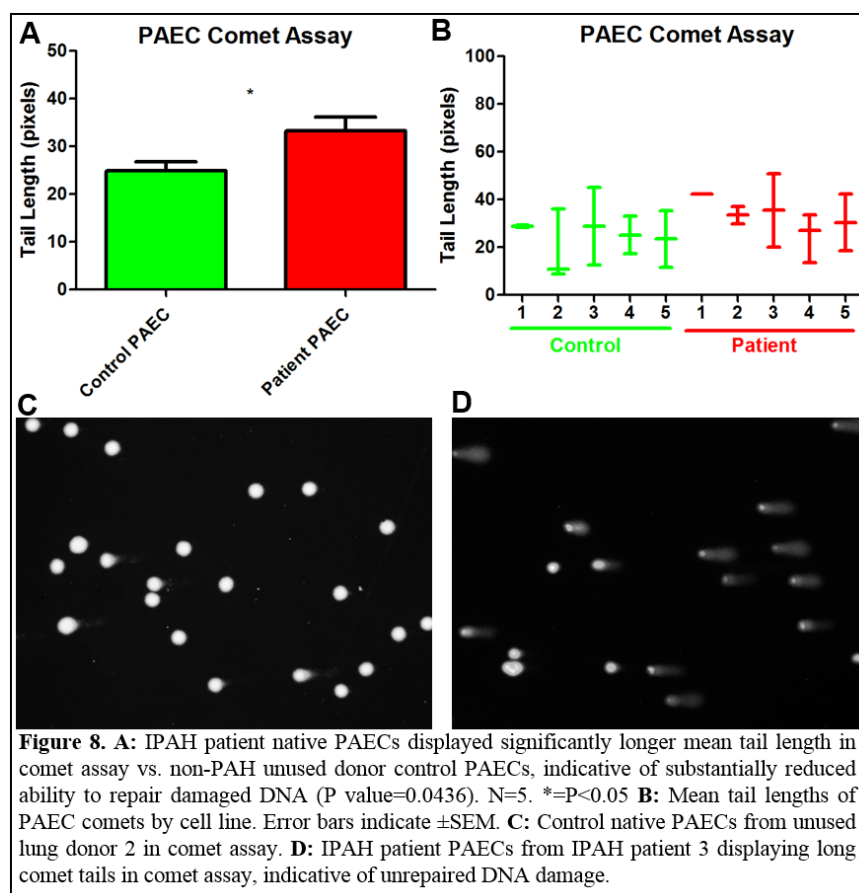 A
PAEC Comet Assay
50
40
30
20
10
0
Tail Length (pixels)
*
Control PAEC
Patient PAEC
B
PAEC Comet Assay
100
80
60
40
20
0
Tail Length (pixels)
1 2 3 4 5 1 2 3 4 5
Control Patient
C
D
Figure 8. A: IPAH patient native PAECs displayed significantly longer mean tail length in
comet assay vs. non-PAH unused donor control PAECs, indicative of substantially reduced
ability to repair damaged DNA (P value=0.0436). N=5. *=P<0.05 B: Mean tail lengths of
PAEC comets by cell line. Error bars indicate ±SEM. C: Control native PAECs from unused
lung donor 2 in comet assay. D: IPAH patient PAECs from IPAH patient 3 displaying long
comet tails in comet assay, indicative of unrepaired DNA damage.